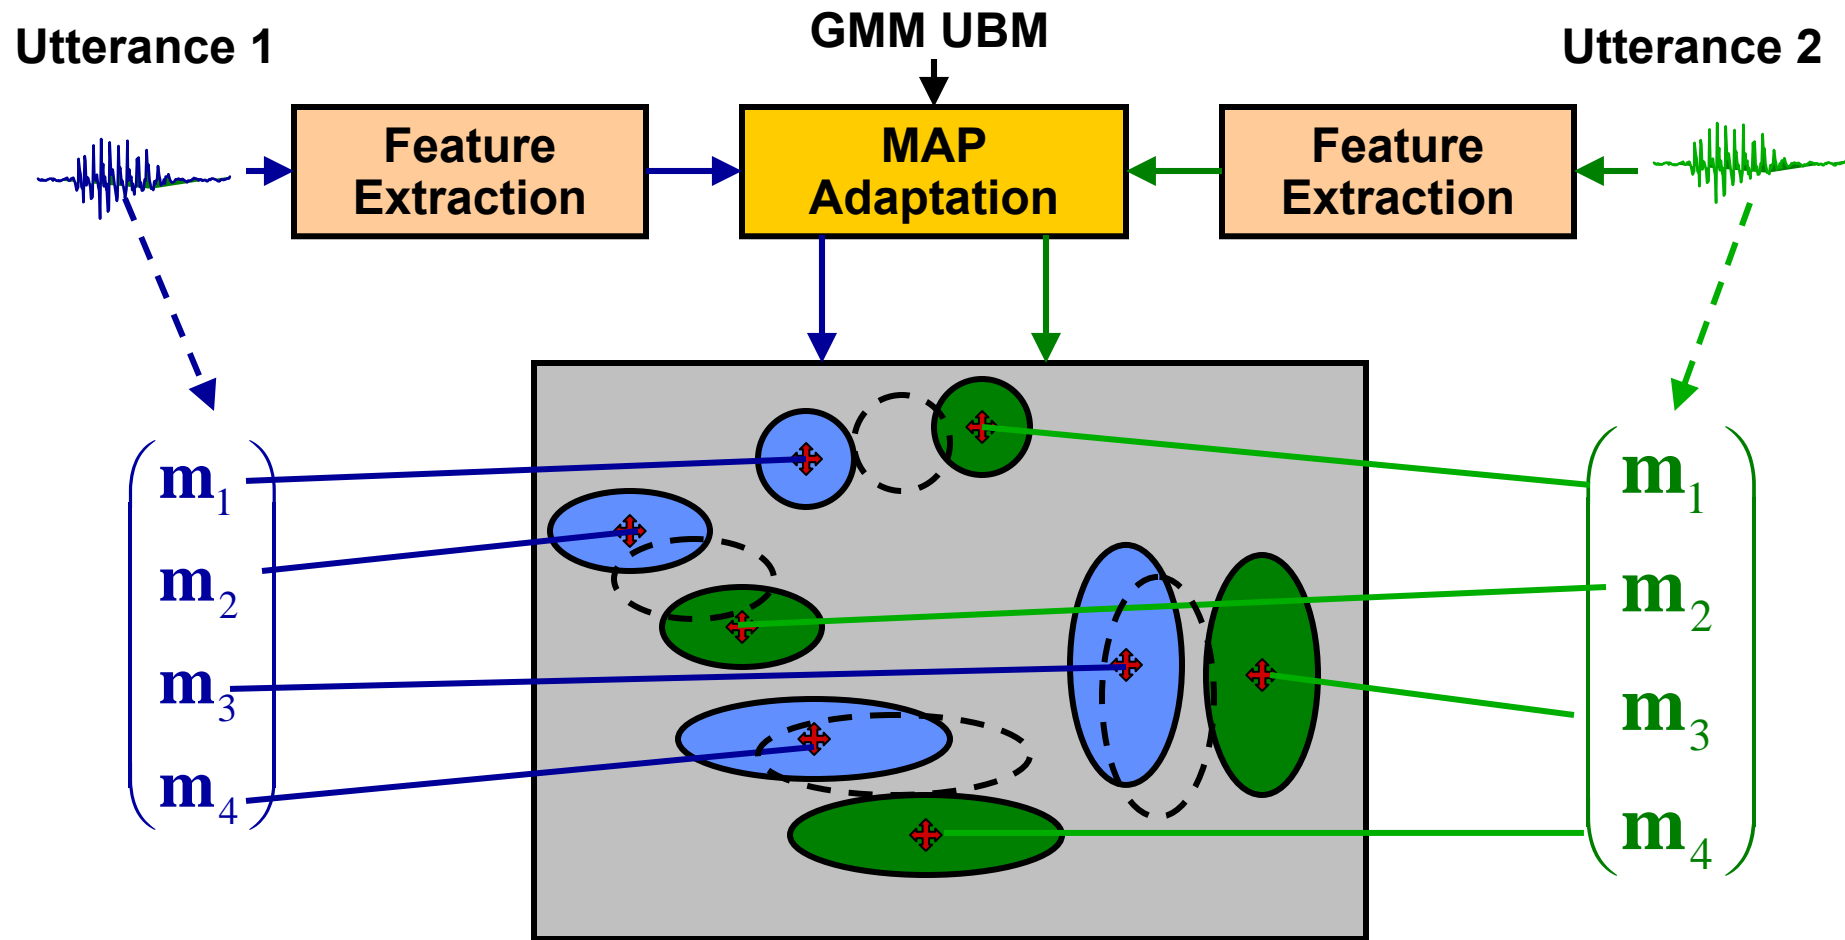 Utterance 1
GMM UBM
Utterance 2
Feature
Extraction
MAP
Adaptation
Feature
Extraction
m₁
m₂
m₃
m₄
m₁
m₂
m₃
m₄